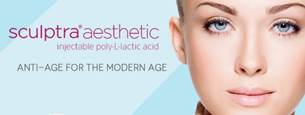 sculptra® aesthetic
injectable poly-L-lactic acid
ANTI-AGE FOR THE MODERN AGE